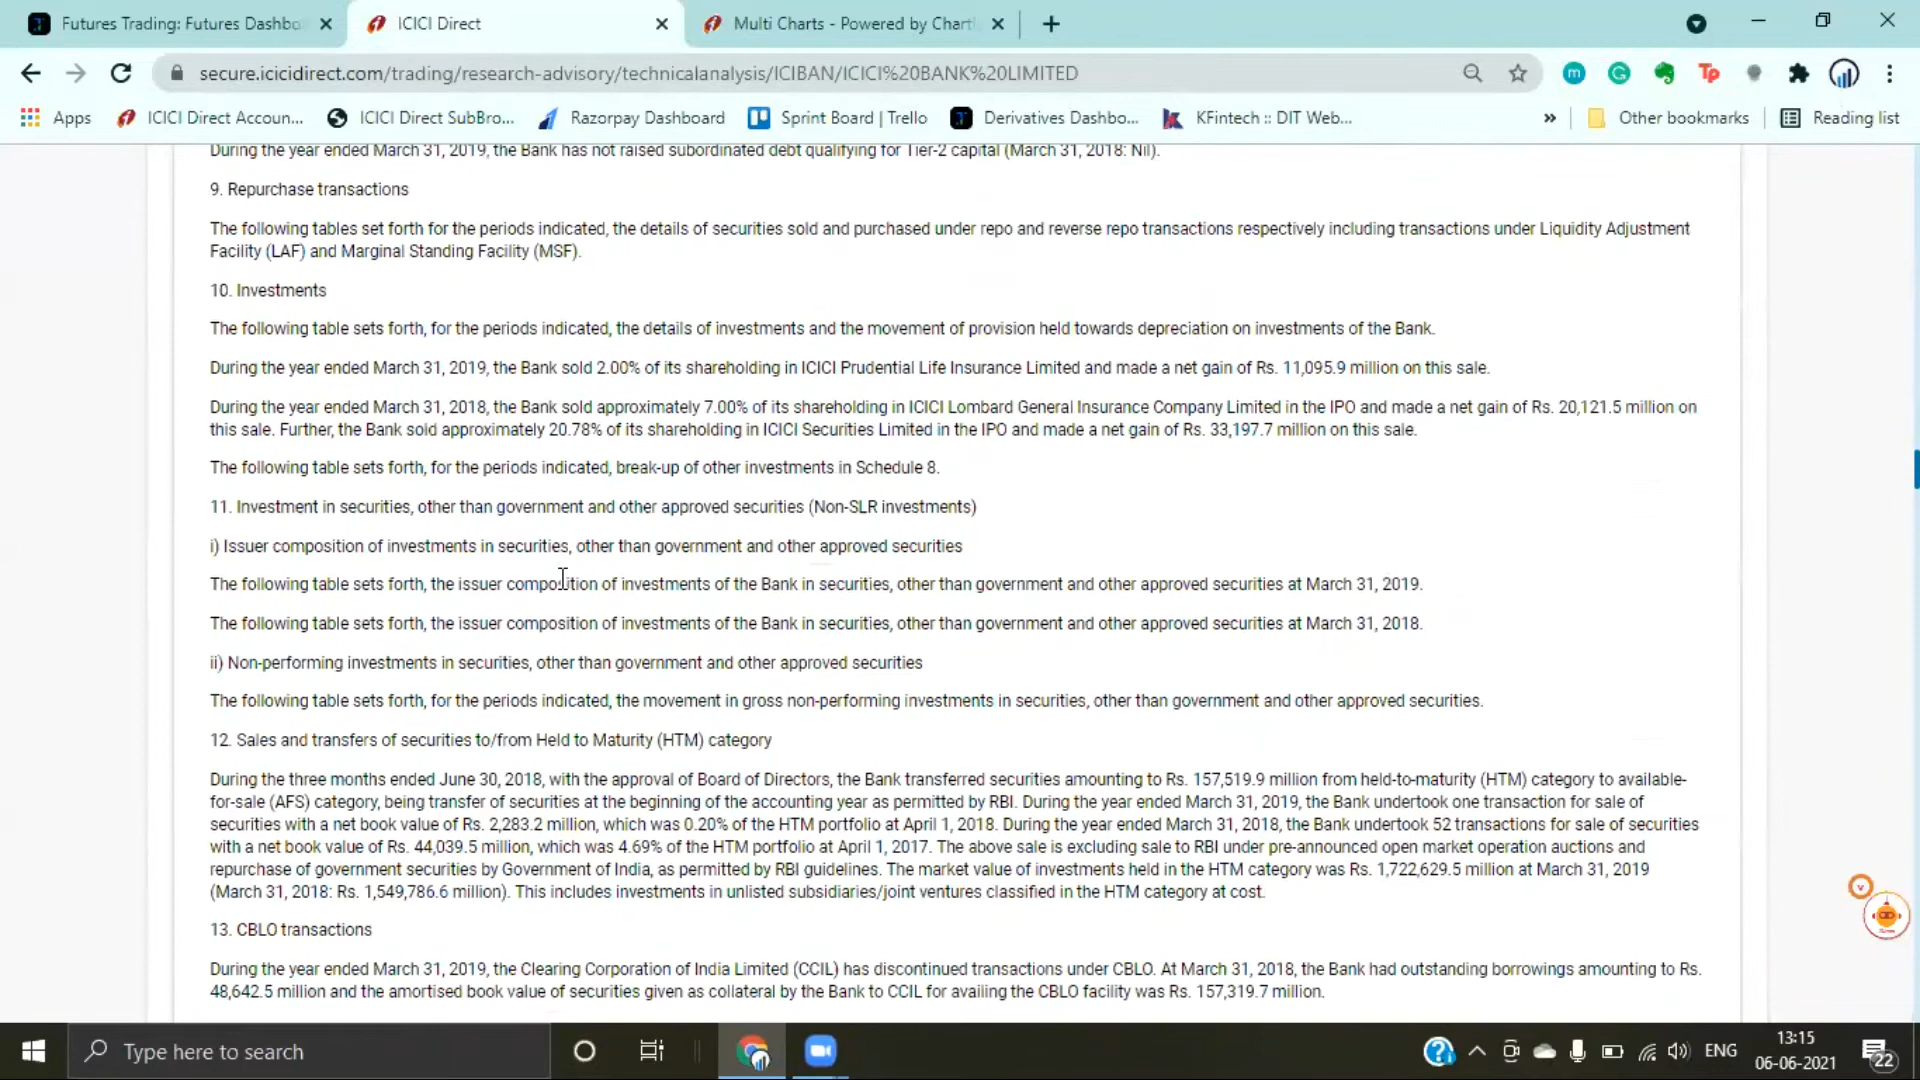 Futures Trading: Futures Dashbo
ICICI Direct
Multi Charts - Powered by Chart
secure.icicidirect.com/trading/research-advisory/technicalanalysis/ICIBAN/ICICI%20BANK%20LIMITED
Apps
ICICI Direct Accoun...
ICICI Direct SubBro...
Razorpay Dashboard
Sprint Board | Trello
Derivatives Dashbo...
KFintech :: DIT Web...
»
Other bookmarks
Reading list
During the year ended March 31, 2019, the Bank has not raised subordinated debt qualifying for Tier-2 capital (March 31, 2018: Nil).
9. Repurchase transactions
The following tables set forth for the periods indicated, the details of securities sold and purchased under repo and reverse repo transactions respectively including transactions under Liquidity Adjustment
Facility (LAF) and Marginal Standing Facility (MSF).
10. Investments
The following table sets forth, for the periods indicated, the details of investments and the movement of provision held towards depreciation on investments of the Bank.
During the year ended March 31, 2019, the Bank sold 2.00% of its shareholding in ICICI Prudential Life Insurance Limited and made a net gain of Rs. 11,095.9 million on this sale.
During the year ended March 31, 2018, the Bank sold approximately 7.00% of its shareholding in ICICI Lombard General Insurance Company Limited in the IPO and made a net gain of Rs. 20,121.5 million on
this sale. Further, the Bank sold approximately 20.78% of its shareholding in ICICI Securities Limited in the IPO and made a net gain of Rs. 33,197.7 million on this sale.
The following table sets forth, for the periods indicated, break-up of other investments in Schedule 8.
11. Investment in securities, other than government and other approved securities (Non-SLR investments)
i) Issuer composition of investments in securities, other than government and other approved securities
The following table sets forth, the issuer composition of investments of the Bank in securities, other than government and other approved securities at March 31, 2019.
The following table sets forth, the issuer composition of investments of the Bank in securities, other than government and other approved securities at March 31, 2018.
ii) Non-performing investments in securities, other than government and other approved securities
The following table sets forth, for the periods indicated, the movement in gross non-performing investments in securities, other than government and other approved securities.
12. Sales and transfers of securities to/from Held to Maturity (HTM) category
During the three months ended June 30, 2018, with the approval of Board of Directors, the Bank transferred securities amounting to Rs. 157,519.9 million from held-to-maturity (HTM) category to available-
for-sale (AFS) category, being transfer of securities at the beginning of the accounting year as permitted by RBI. During the year ended March 31, 2019, the Bank undertook one transaction for sale of
securities with a net book value of Rs. 2,283.2 million, which was 0.20% of the HTM portfolio at April 1, 2018. During the year ended March 31, 2018, the Bank undertook 52 transactions for sale of securities
with a net book value of Rs. 44,039.5 million, which was 4.69% of the HTM portfolio at April 1, 2017. The above sale is excluding sale to RBI under pre-announced open market operation auctions and
repurchase of government securities by Government of India, as permitted by RBI guidelines. The market value of investments held in the HTM category was Rs. 1,722,629.5 million at March 31, 2019
(March 31, 2018: Rs. 1,549,786.6 million). This includes investments in unlisted subsidiaries/joint ventures classified in the HTM category at cost.
13. CBLO transactions
During the year ended March 31, 2019, the Clearing Corporation of India Limited (CCIL) has discontinued transactions under CBLO. At March 31, 2018, the Bank had outstanding borrowings amounting to Rs.
48,642.5 million and the amortised book value of securities given as collateral by the Bank to CCIL for availing the CBLO facility was Rs. 157,319.7 million.
Type here to search
ENG
13:15
06-06-2021
22